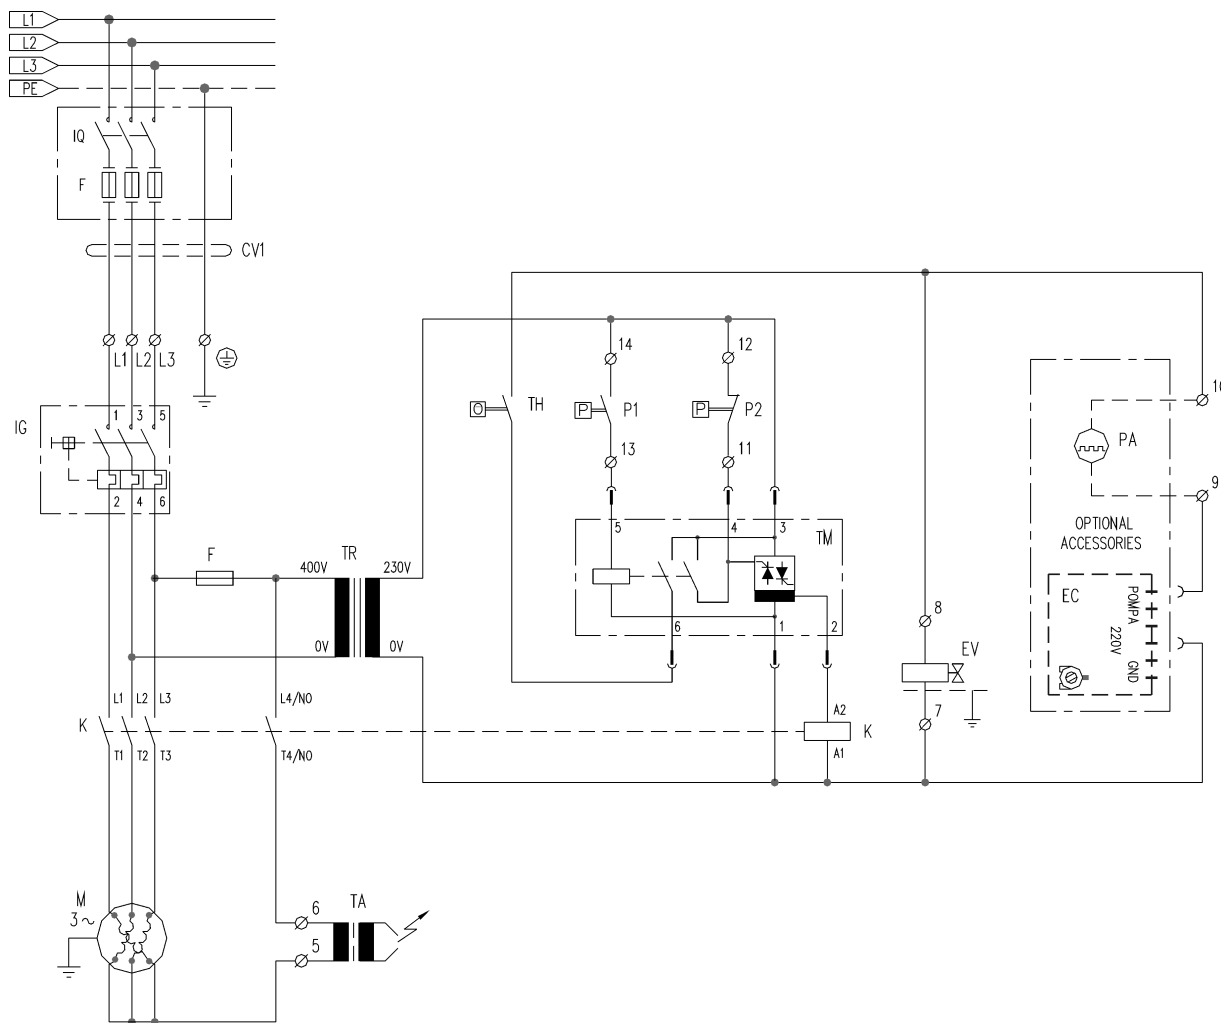 L1
L2
L3
PE
IQ
F
CV1
L1 L2 L3
14
12
TH
P
P1
P
P2
O
13
11
IG
1 3 5
2 4 6
5
4
3
TM
6
1
2
F
400V
TR
230V
0V
0V
10
PA
9
OPTIONAL
ACCESSORIES
EC
POMPA
220V
GND
8
EV
7
L1 L2 L3
L4/NO
K
T1 T2 T3
T4/NO
A2
K
A1
M
3~
6
TA
5